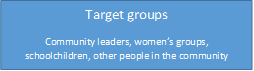 Target groups
Community leaders, women's groups,
schoolchildren, other people in the community